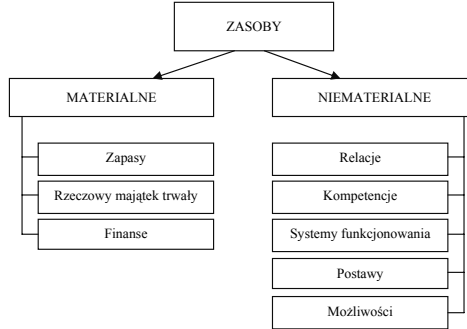 ZASOBY
MATERIALNE
Zapasy
Rzeczowy majątek trwały
Finanse
NIEMATERIALNE
Relacje
Kompetencje
Systemy funkcjonowania
Postawy
Możliwości